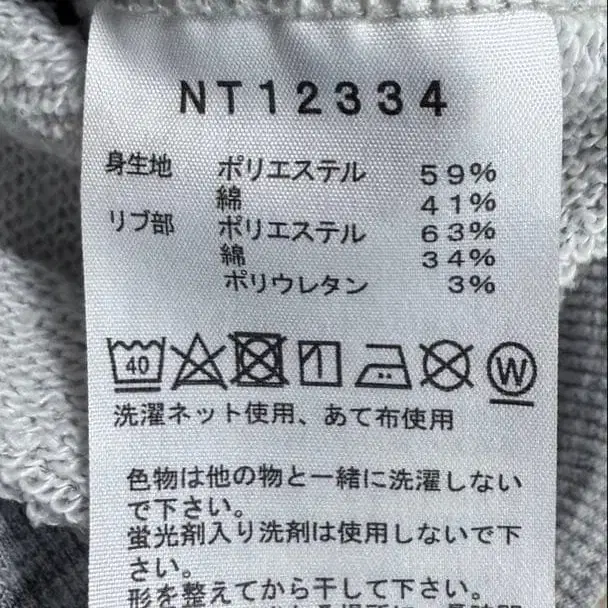 NT12334
身生地 ポリエステル 59%
綿 41%
リブ部 ポリエステル 63%
綿 34%
ポリウレタン 3%
40 W
洗濯ネット使用、あて布使用
色物は他の物と一緒に洗濯しない
で下さい。
蛍光剤入り洗剤は使用しないで下
さい。
形を整えてから干して下さい。